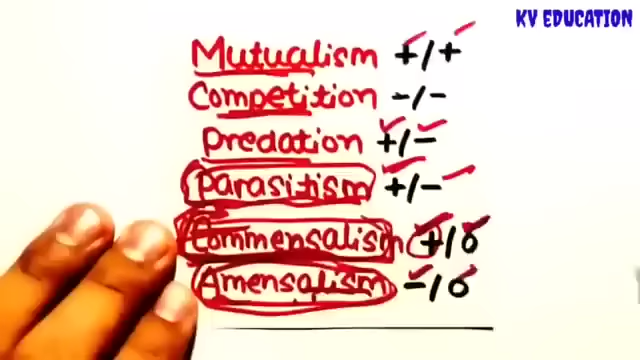 KV EDUCATION
Mutualism +/+
Competition -/-
Predation +/-
Parasitism +/-
Commensalism +/0
Amensalism -/0